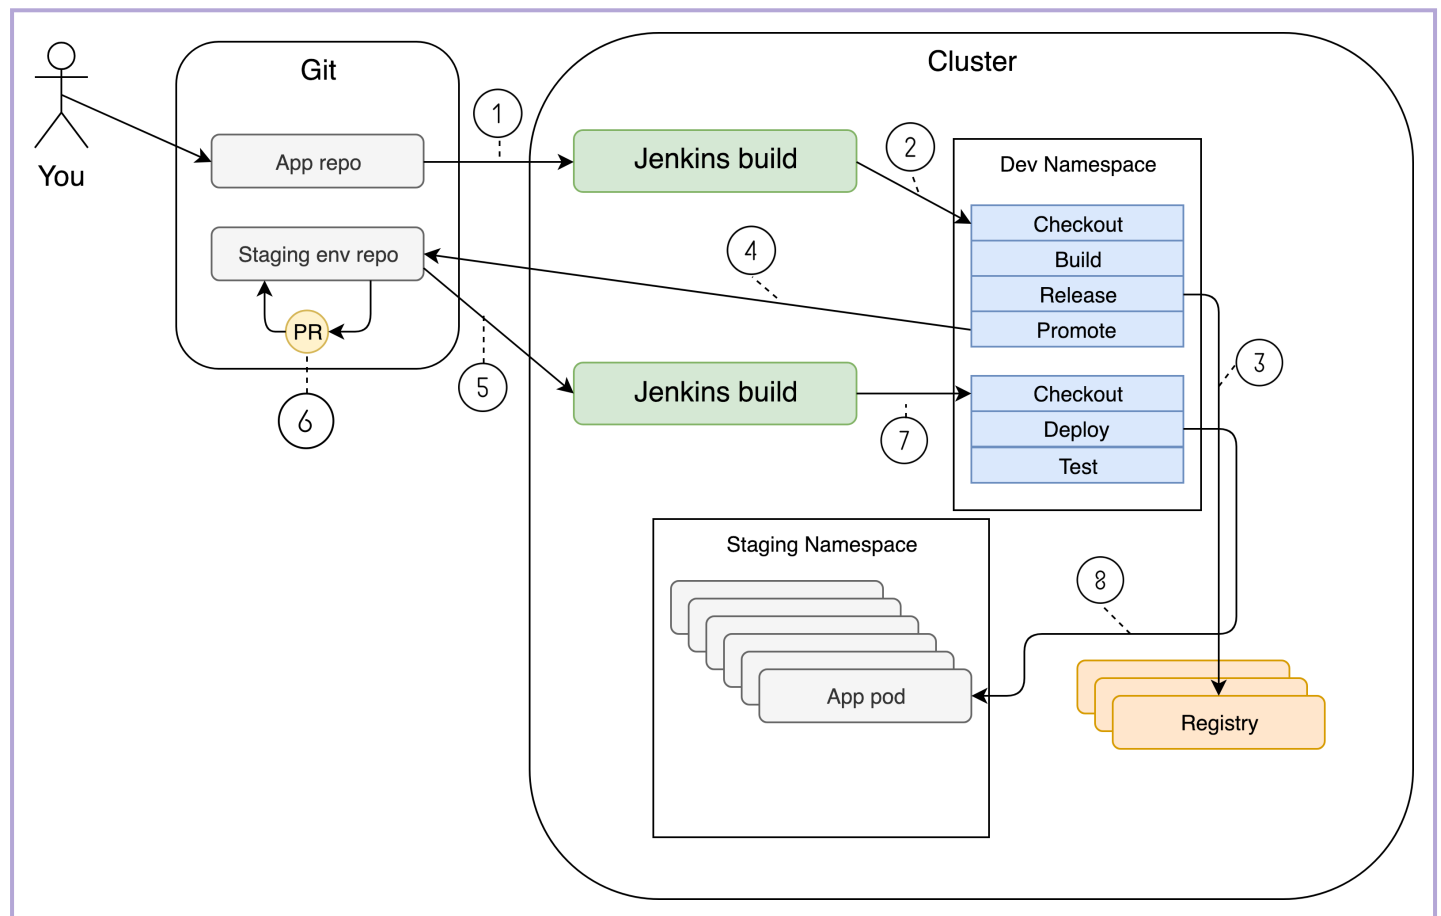 You
Git
App repo
Staging env repo
PR
6
1
5
Cluster
Jenkins build
2
4
Jenkins build
7
Dev Namespace
Checkout
Build
Release
Promote
Checkout
Deploy
Test
3
Staging Namespace
App pod
8
Registry